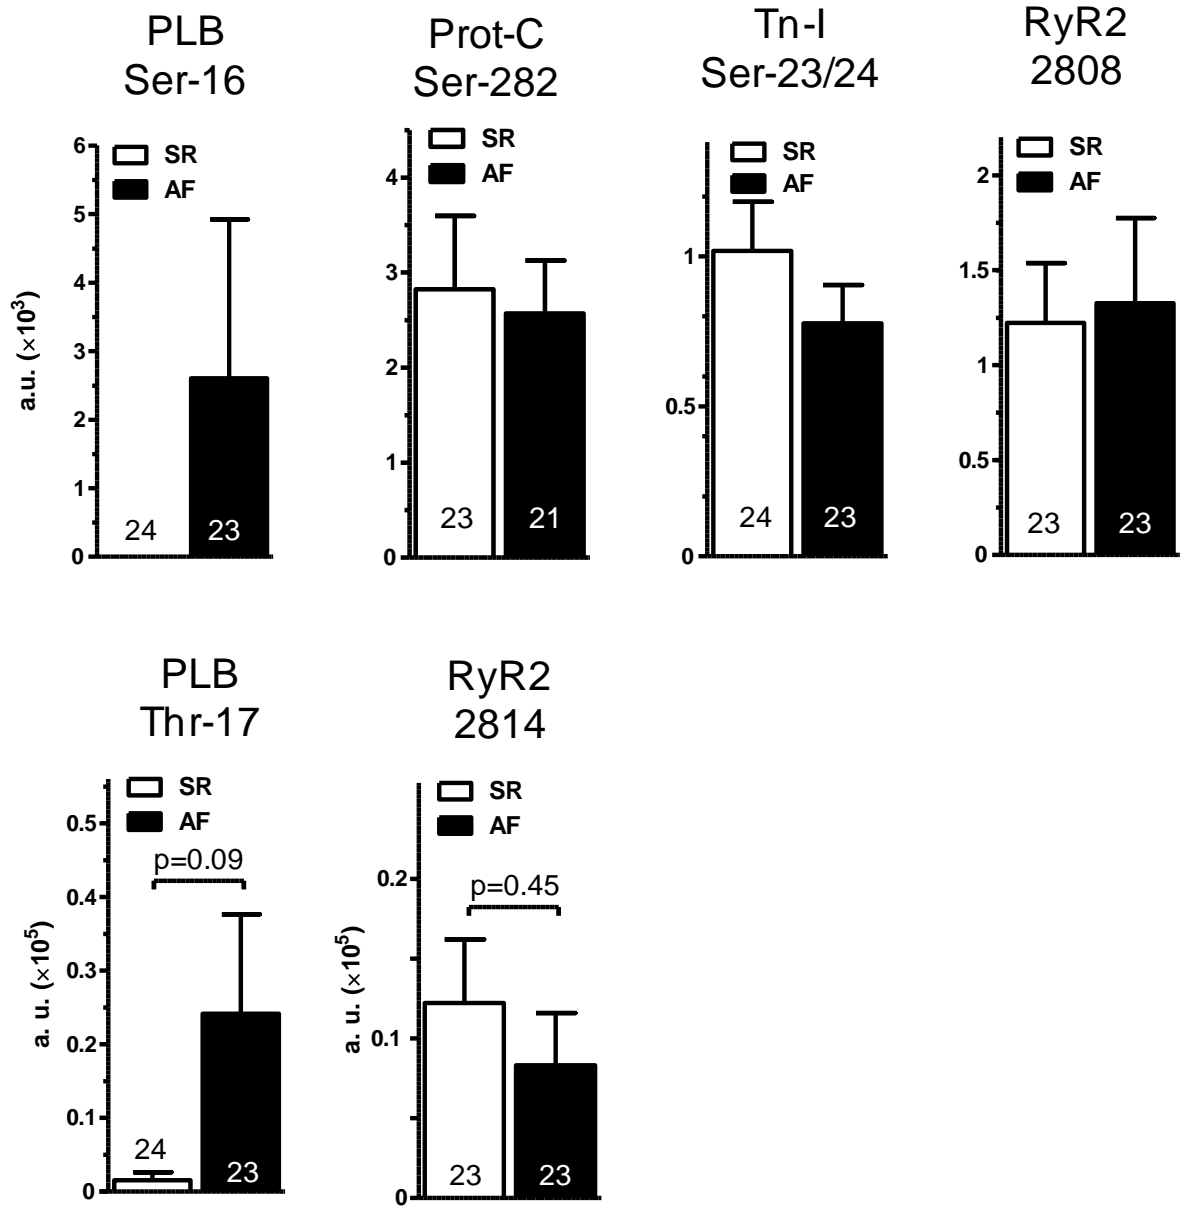 PLB
Ser-16
Prot-C
Ser-282
Tn-I
Ser-23/24
RyR2
2808
a.u. (×10³)
6
5
4
3
2
1
0
SR
AF
24
23
4
3
2
1
0
SR
AF
23
21
1
0.5
0
SR
AF
24
23
2
1.5
1
0.5
0
SR
AF
23
23
PLB
Thr-17
RyR2
2814
a. u. (×10⁵)
0.5
0.4
0.3
0.2
0.1
0
SR
AF
p=0.09
24
23
a. u. (×10⁵)
0.2
0.1
0
SR
AF
p=0.45
23
23